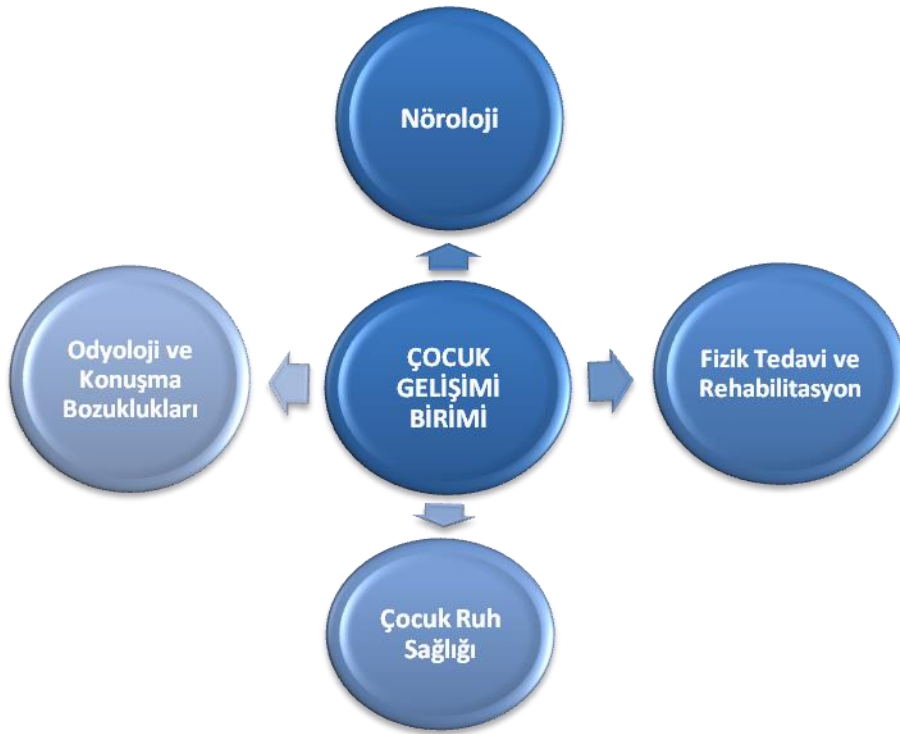 Nöroloji
Odyoloji ve
Konuşma
Bozuklukları
ÇOCUK
GELİŞİMİ
BİRİMİ
Fizik Tedavi ve
Rehabilitasyon
Çocuk Ruh
Sağlığı